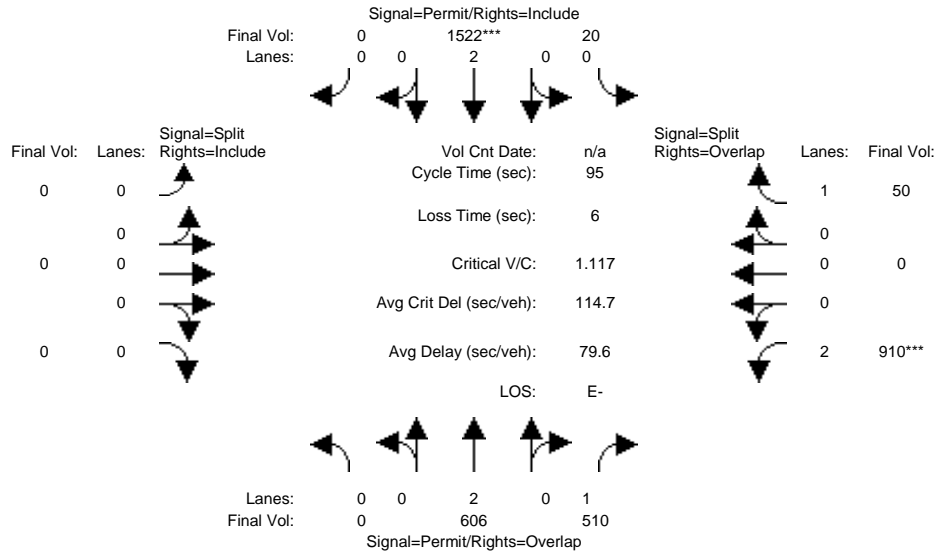 Signal=Permit/Rights=Include
Final Vol: 0 1522*** 20
Lanes: 0 0 2 0 0
Signal=Split Signal=Split
Final Vol: Lanes: Rights=Include Vol Cnt Date: n/a Rights=Overlap Lanes: Final Vol:
Cycle Time (sec): 95
0 0 1 50
Loss Time (sec): 6
0 0
0 0 Critical V/C: 1.117 0 0
0 Avg Crit Del (sec/veh): 114.7 0
0 0 Avg Delay (sec/veh): 79.6 2 910***
LOS: E-
Lanes: 0 0 2 0 1
Final Vol: 0 606 510
Signal=Permit/Rights=Overlap